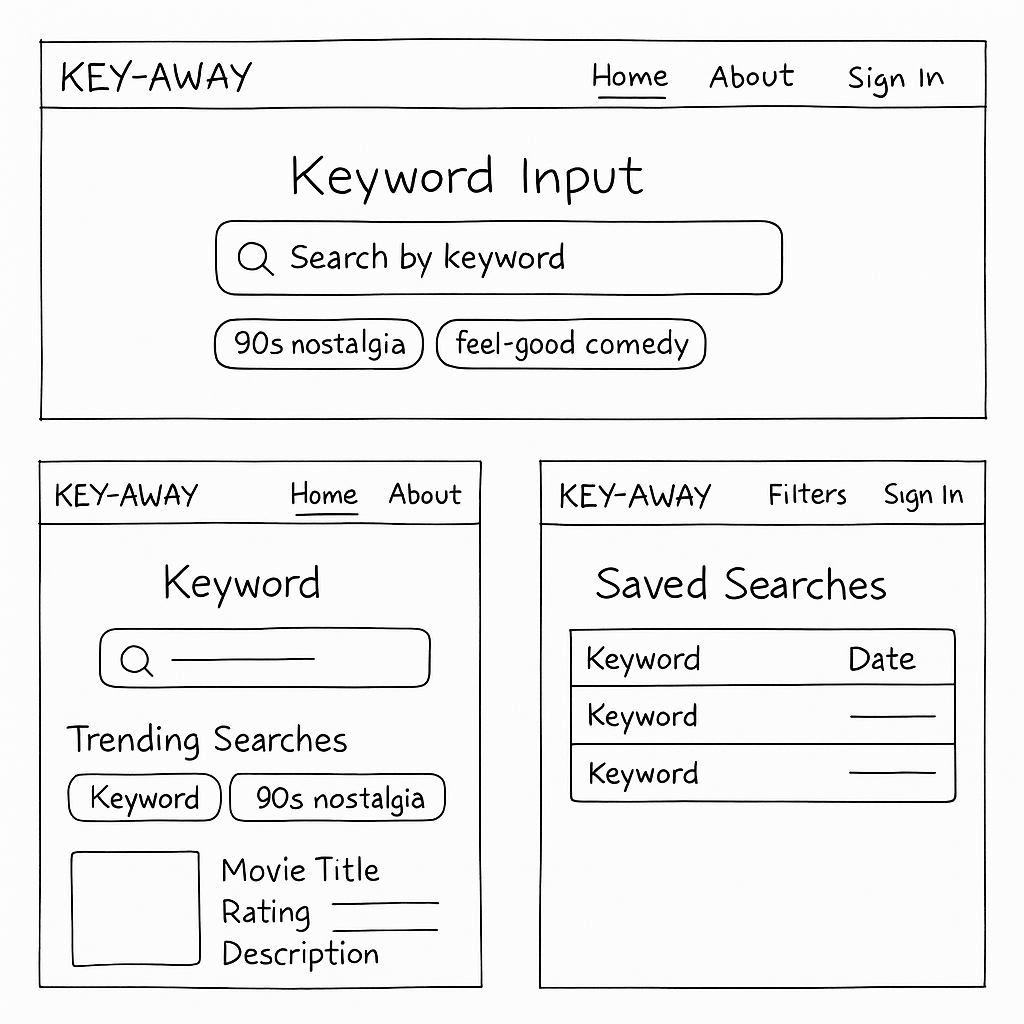 KEY-AWAY Home About Sign In
Keyword Input
Search by keyword
90s nostalgia feel-good comedy
KEY-AWAY Home About
Keyword
Trending Searches
Keyword 90s nostalgia
Movie Title
Rating
Description
KEY-AWAY Filters Sign In
Saved Searches
Keyword Date
Keyword
Keyword